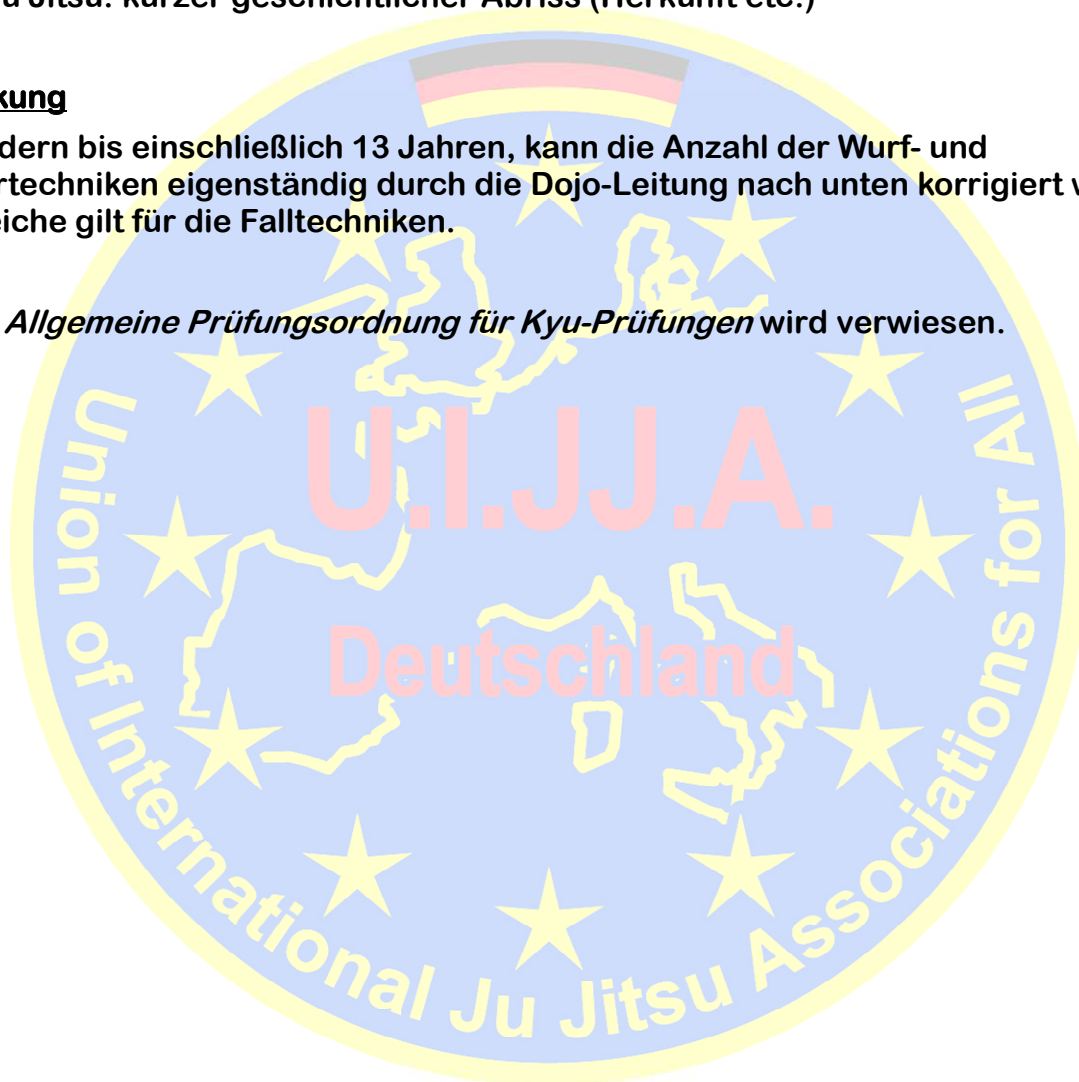 u Jitsu: kurzer geschichtlicher Abriss (Herkunft etc.)
kung
dern bis einschließlich 13 Jahren, kann die Anzahl der Wurf- und
rtechniken eigenständig durch die Dojo-Leitung nach unten korrigiert w
eiche gilt für die Falltechniken.
Allgemeine Prüfungsordnung für Kyu-Prüfungen wird verwiesen.
U.I.JJ.A.
Deutschland
Union of International Ju Jitsu Associations for All